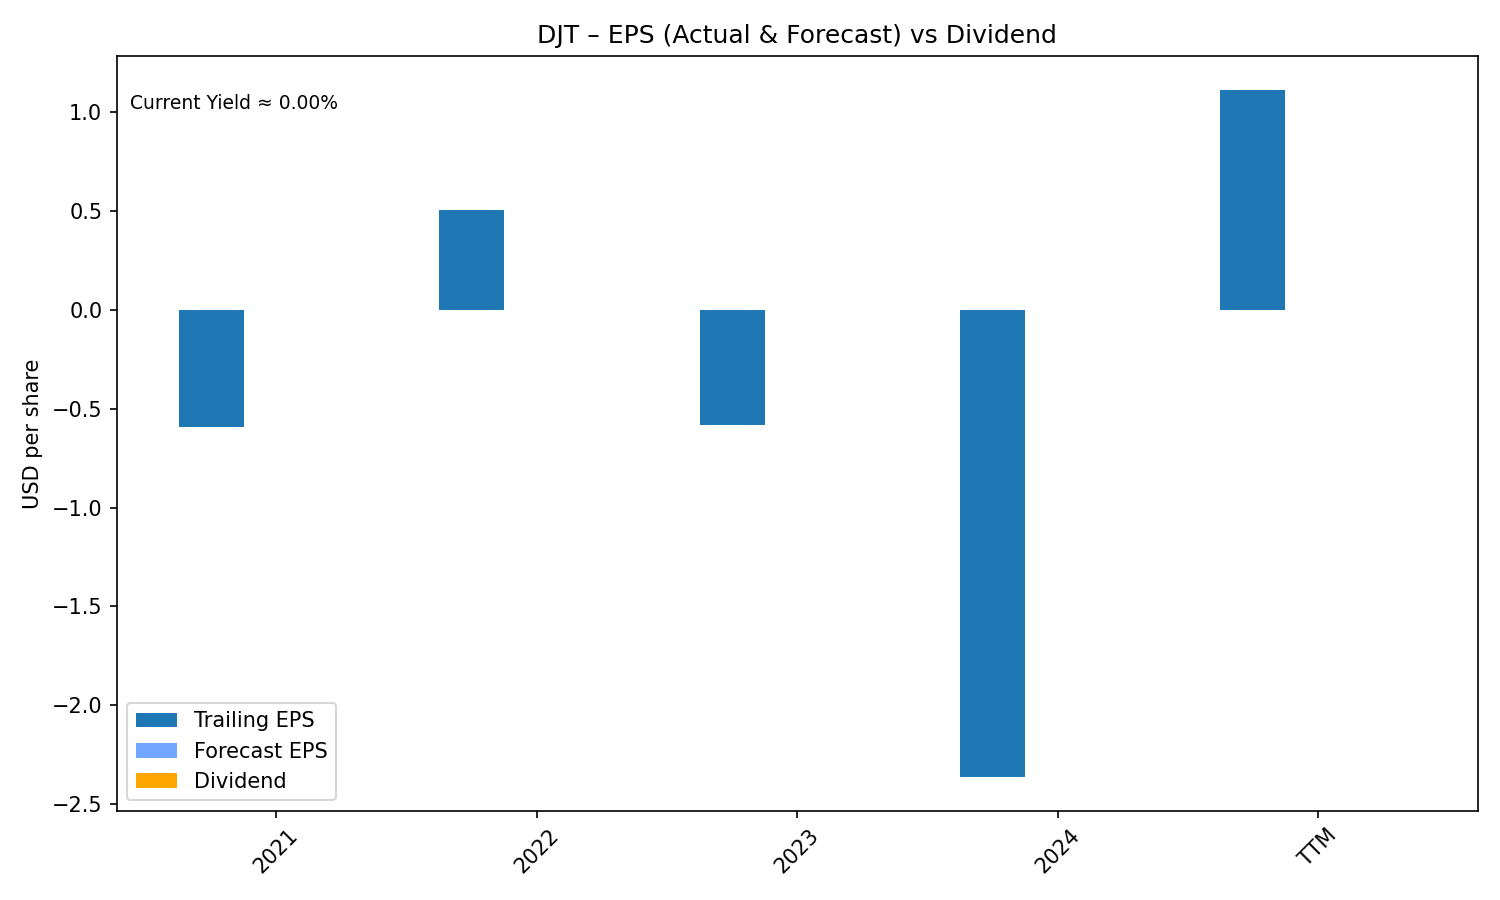 DJT – EPS (Actual & Forecast) vs Dividend
Current Yield ≈ 0.00%
USD per share
1.0
0.5
0.0
−0.5
−1.0
−1.5
−2.0
−2.5
Trailing EPS
Forecast EPS
Dividend
2021
2022
2023
2024
TTM